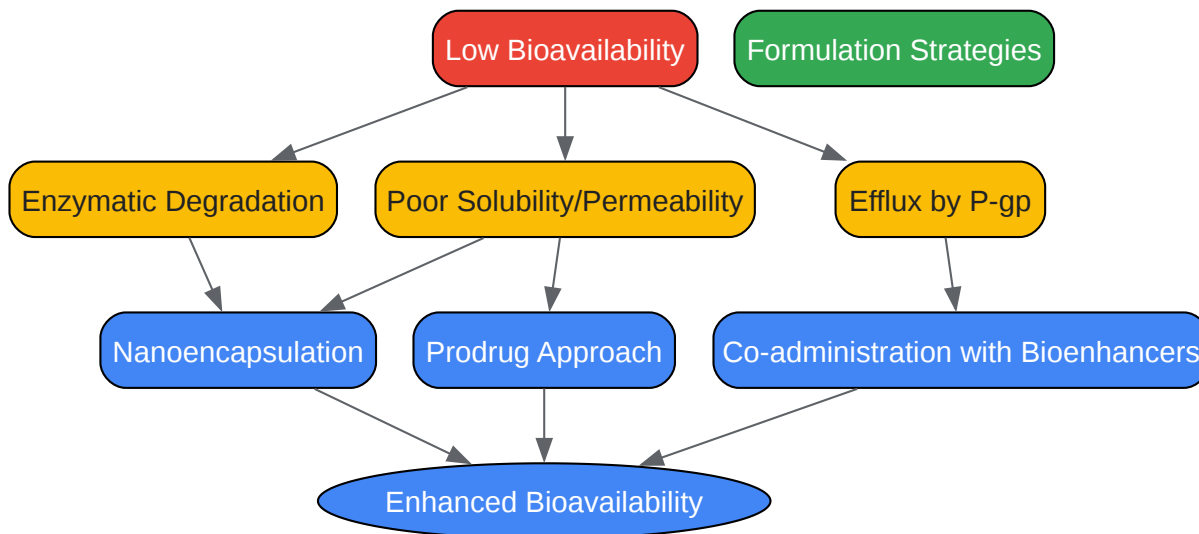 Low Bioavailability
Formulation Strategies
Enzymatic Degradation
Poor Solubility/Permeability
Efflux by P-gp
Nanoencapsulation
Prodrug Approach
Co-administration with Bioenhancers
Enhanced Bioavailability